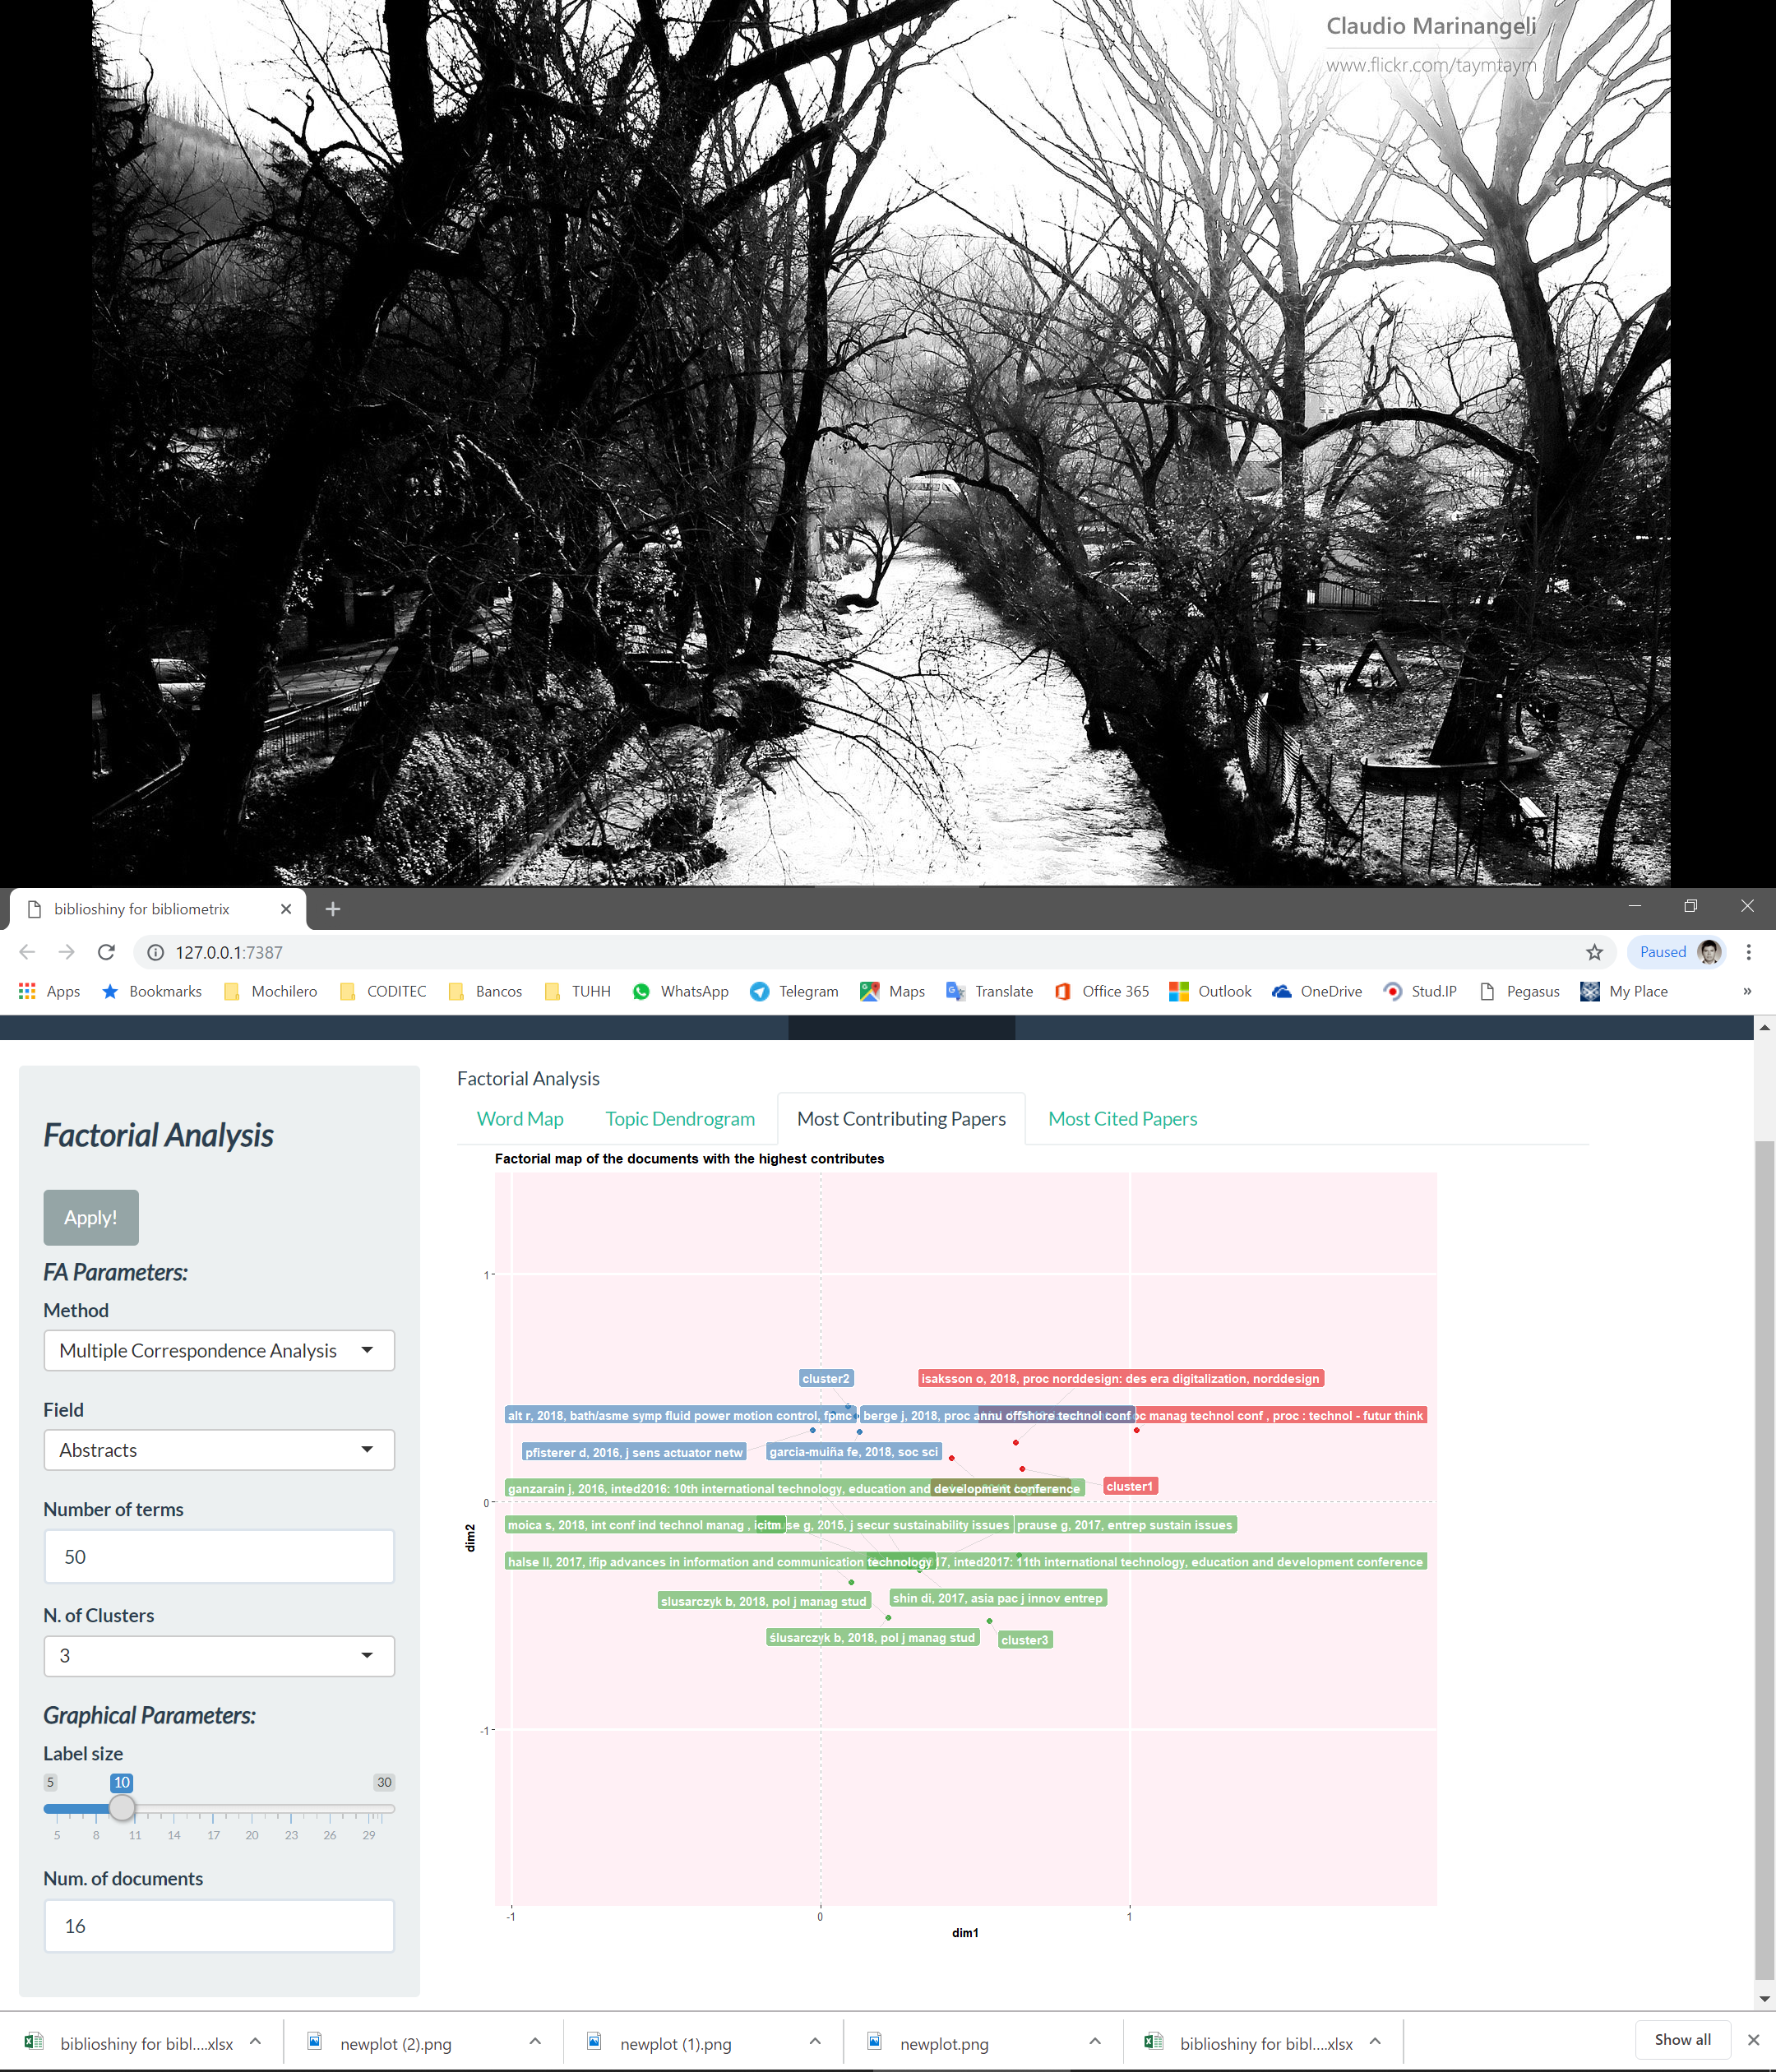 Claudio Marinangeli
www.flickr.com/taymtaym
biblioshiny for bibliometrix
127.0.0.1:7387
Paused
Apps
Bookmarks
Mochilero
CODITEC
Bancos
TUHH
WhatsApp
Telegram
Maps
Translate
Office 365
Outlook
OneDrive
Stud.IP
Pegasus
My Place
»
Factorial Analysis
Apply!
FA Parameters:
Method
Multiple Correspondence Analysis
Field
Abstracts
Number of terms
50
N. of Clusters
3
Graphical Parameters:
Label size
5 10 30
5 8 11 14 17 20 23 26 29
Num. of documents
16
Factorial Analysis
Word Map
Topic Dendrogram
Most Contributing Papers
Most Cited Papers
Factorial map of the documents with the highest contributes
cluster2
isaksson o, 2018, proc norddesign: des era digitalization, norddesign
alt r, 2018, bath/asme symp fluid power motion control, fpmc
berge j, 2018, proc annu offshore technol conf
oc manag technol conf , proc : technol - futur think
pfisterer d, 2016, j sens actuator netw
garcia-muiña fe, 2018, soc sci
ganzarain j, 2016, inted2016: 10th international technology, education and development conference
cluster1
moica s, 2018, int conf ind technol manag , icitm
se g, 2015, j secur sustainability issues
prause g, 2017, entrep sustain issues
halse ll, 2017, ifip advances in information and communication technology
17, inted2017: 11th international technology, education and development conference
slusarczyk b, 2018, pol j manag stud
shin di, 2017, asia pac j innov entrep
ślusarczyk b, 2018, pol j manag stud
cluster3
1
0
-1
dim2
-1 0 1
dim1
biblioshiny for bibl....xlsx
newplot (2).png
newplot (1).png
newplot.png
biblioshiny for bibl....xlsx
Show all